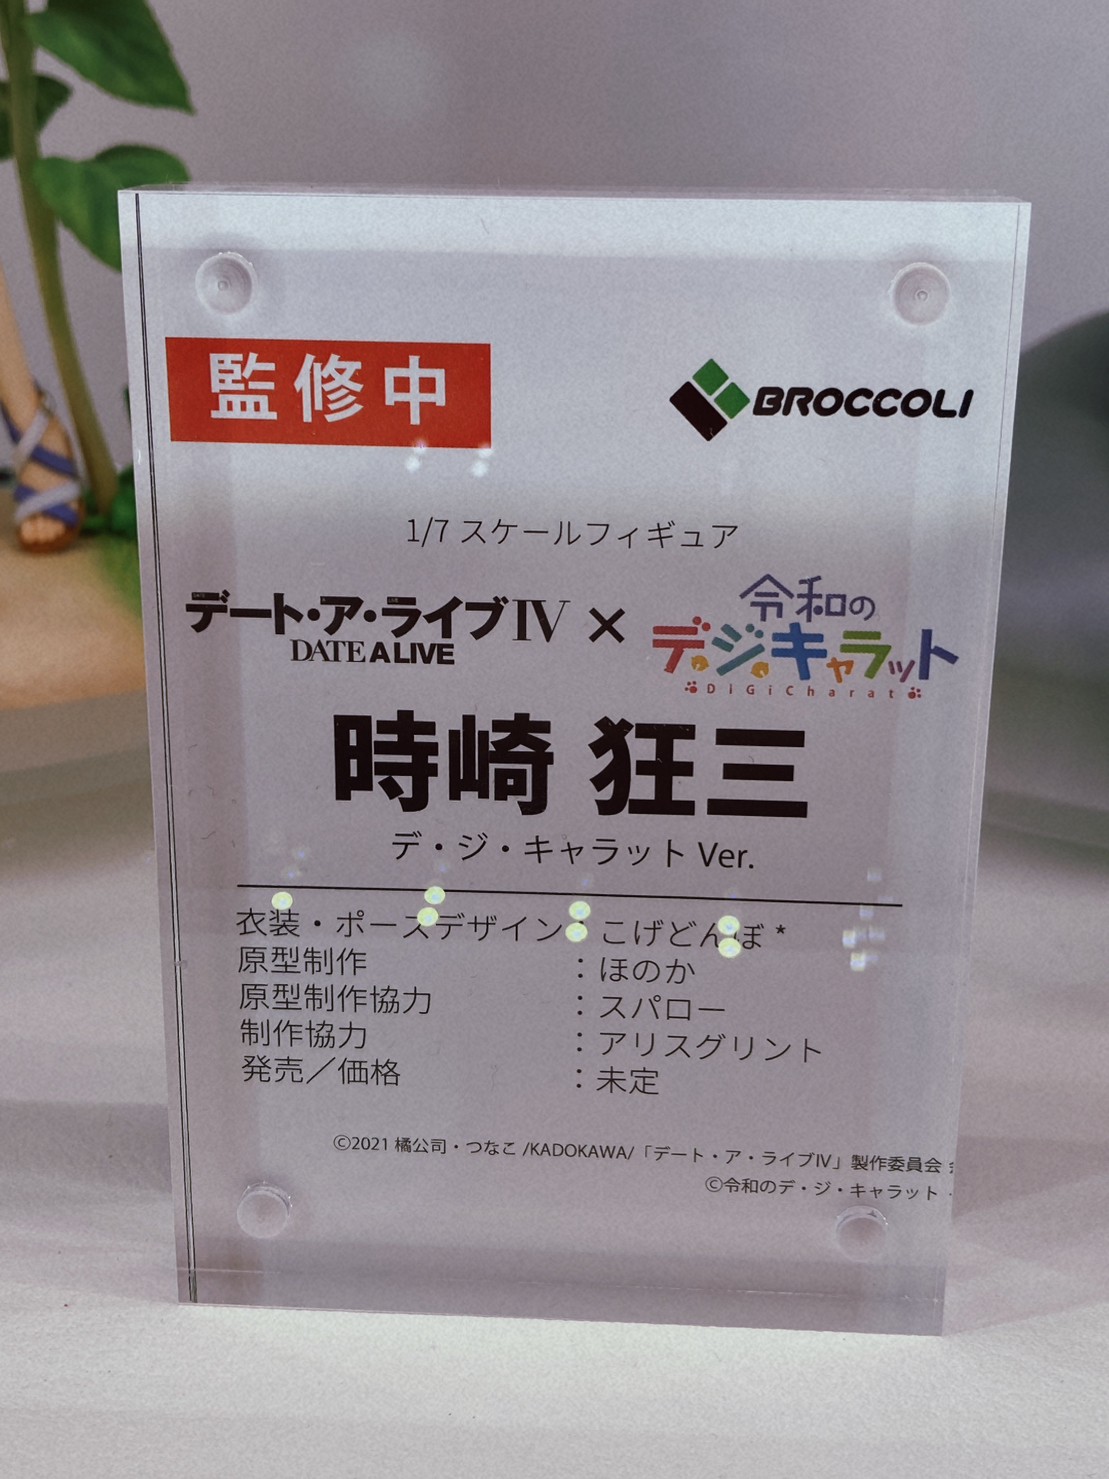 監修中
BROCCOLI
1/7 スケールフィギュア
デート・ア・ライブIV
DATE A LIVE
×
令和の
デ・ジ・キャラット
DiGiCharat
時崎 狂三
デ・ジ・キャラット Ver.
衣装・ポーズデザイン：こげどんぼ*
原型制作：ほのか
原型制作協力：スパロー
制作協力：アリスグリント
発売／価格：未定
©2021 橘公司・つなこ/KADOKAWA/「デート・ア・ライブⅣ」製作委員会
©令和のデ・ジ・キャラット